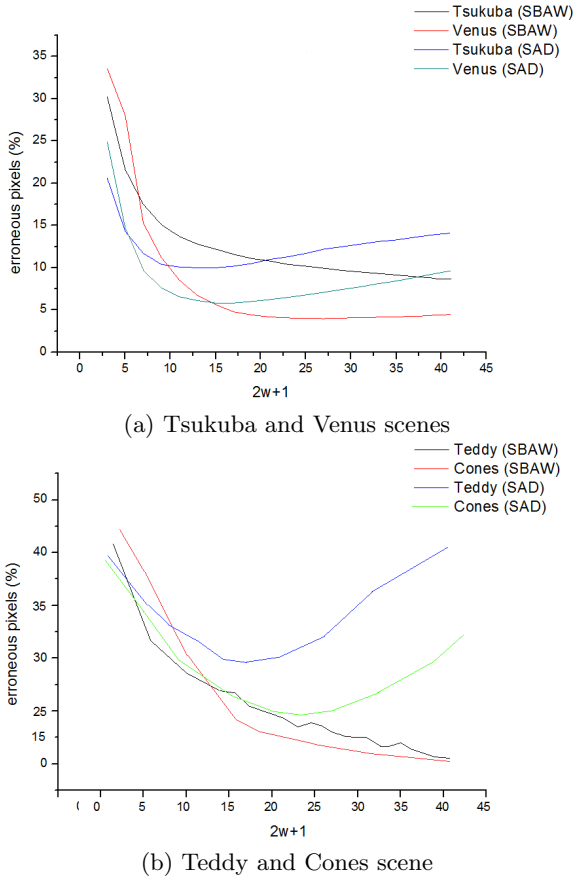 Tsukuba (SBAW)
Venus (SBAW)
Tsukuba (SAD)
Venus (SAD)
35
30
25
20
15
10
5
0
erroneous pixels (%)
0 5 10 15 20 25 30 35 40 45
2w+1
(a) Tsukuba and Venus scenes
Teddy (SBAW)
Cones (SBAW)
Teddy (SAD)
Cones (SAD)
50
40
35
30
25
15
0
erroneous pixels (%)
( 0 5 10 15 20 25 30 35 40 45
2w+1
(b) Teddy and Cones scene